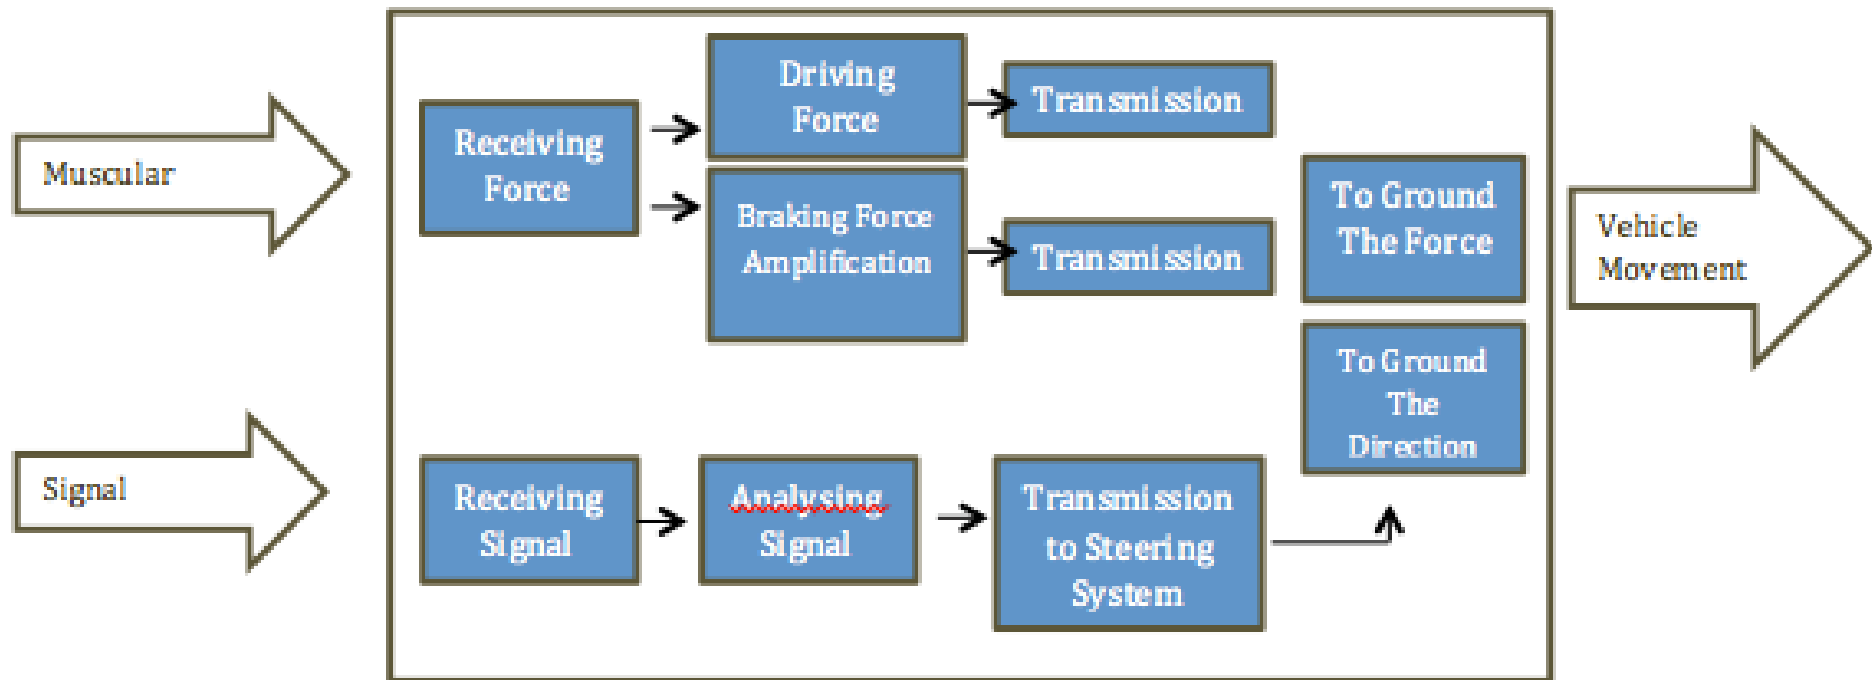 Muscular
Receiving
Force
Driving
Force
Transmission
Braking Force
Amplification
Transmission
To Ground
The Force
To Ground
The
Direction
Vehicle
Movement
Signal
Receiving
Signal
Analysing
Signal
Transmission
to Steering
System